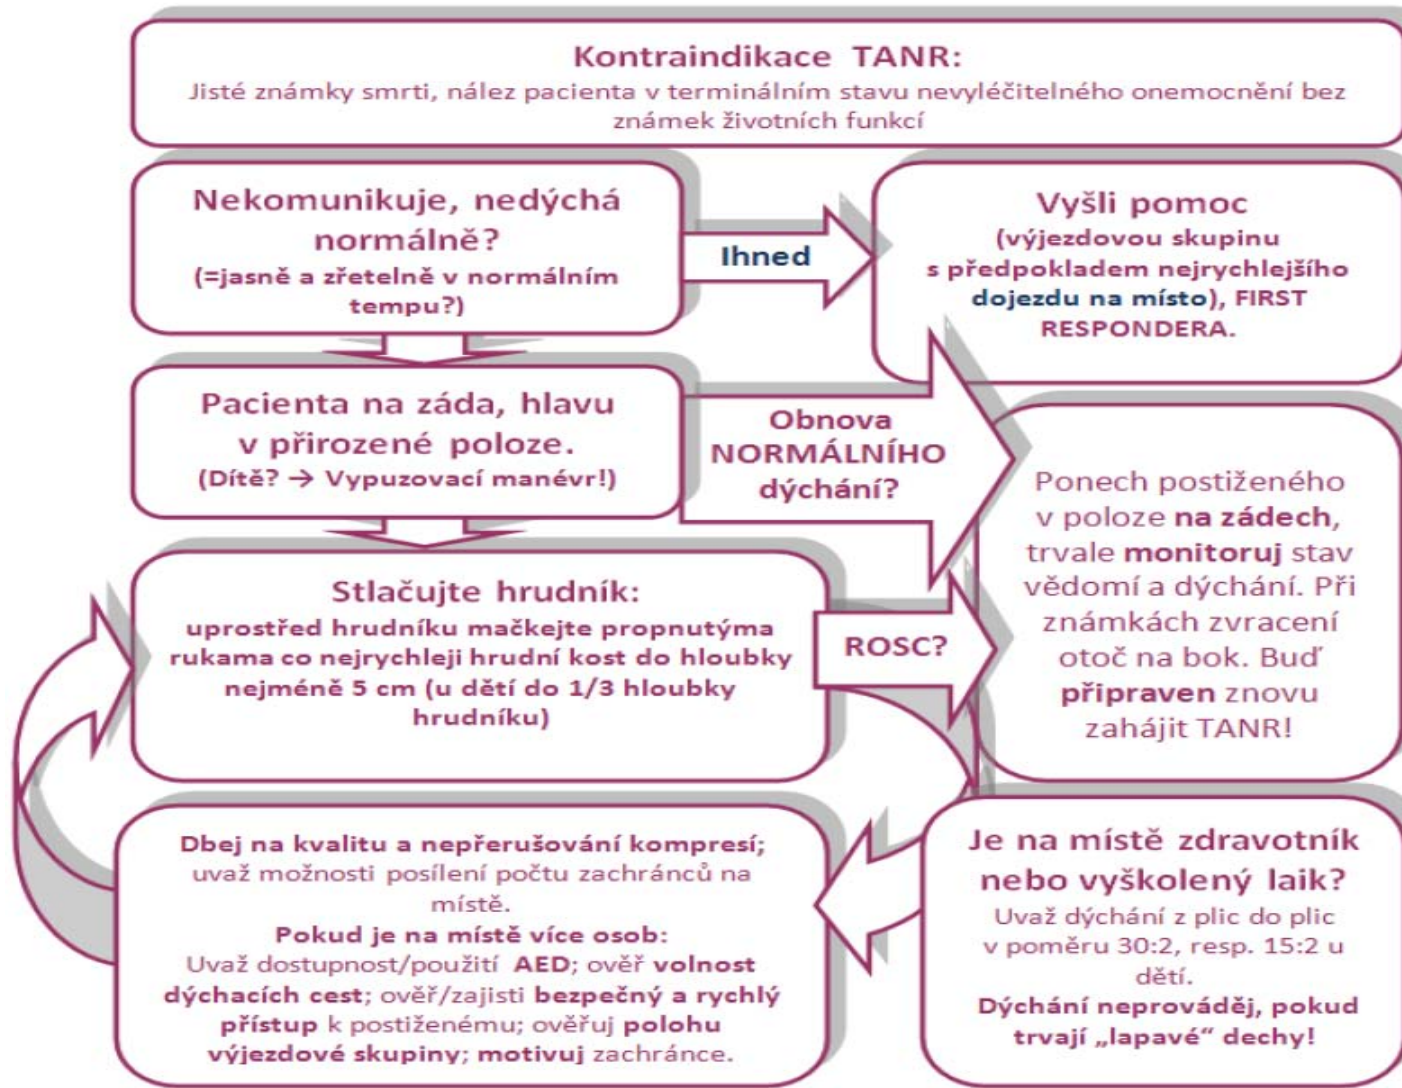 Kontraindikace TANR:
Jisté známky smrti, nález pacienta v terminálním stavu nevyléčitelného onemocnění bez
známek životních funkcí
Nekomunikuje, nedýchá
normálně?
(=jasně a zřetelně v normálním
tempu?)
Ihned
Vyšli pomoc
(výjezdovou skupinu
s předpokladem nejrychlejšího
dojezdu na místo), FIRST
RESPONDERA.
Pacienta na záda, hlavu
v přirozené poloze.
(Dítě? → Vypuzovací manévr!)
Obnova
NORMÁLNÍHO
dýchání?
Ponech postiženého
v poloze na zádech,
trvale monitoruj stav
vědomí a dýchání. Při
známkách zvracení
otoč na bok. Buď
připraven znovu
zahájit TANR!
Stlačujte hrudník:
uprostřed hrudníku mačkejte propnutýma
rukama co nejrychleji hrudní kost do hloubky
nejméně 5 cm (u dětí do 1/3 hloubky
hrudníku)
ROSC?
Je na místě zdravotník
nebo vyškolený laik?
Uvaž dýchání z plic do plic
v poměru 30:2, resp. 15:2 u
dětí.
Dýchání neprováděj, pokud
trvají „lapavé“ dechy!
Dbej na kvalitu a nepřerušování kompresí;
uvaž možnosti posílení počtu zachránců na
místě.
Pokud je na místě více osob:
Uvaž dostupnost/použití AED; ověř volnost
dýchacích cest; ověř/zajisti bezpečný a rychlý
přístup k postiženému; ověřuj polohu
výjezdové skupiny; motivuj zachránce.